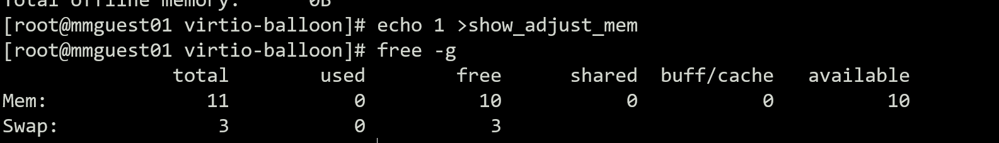 Total offline memory: 0B
[root@mmguest01 virtio-balloon]# echo 1 >show_adjust_mem
[root@mmguest01 virtio-balloon]# free -g
total used free shared buff/cache available
Mem: 11 0 10 0 0 10
Swap: 3 0 3